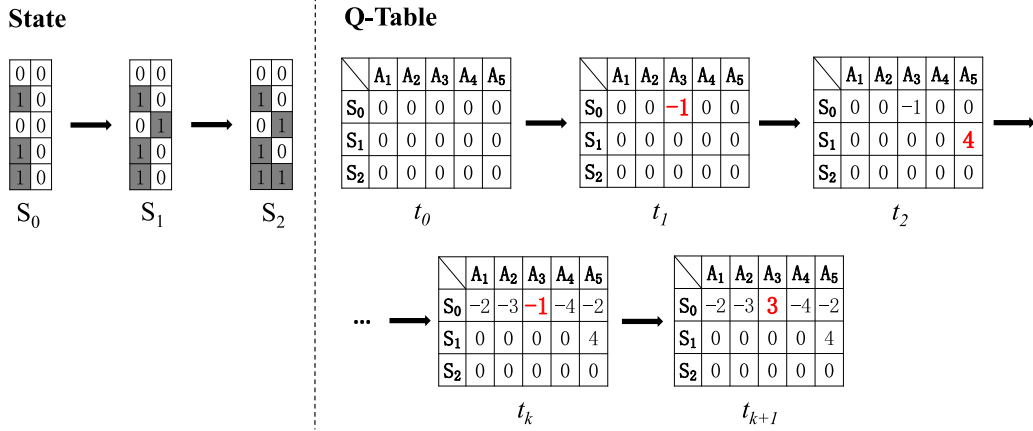 State
0 0
1 0
0 0
1 0
1 0
S0
0 0
1 0
0 1
1 0
1 0
S1
0 0
1 0
0 1
1 0
1 1
S2
Q-Table
A1 A2 A3 A4 A5
S0 0 0 0 0 0
S1 0 0 0 0 0
S2 0 0 0 0 0
t0
A1 A2 A3 A4 A5
S0 0 0 -1 0 0
S1 0 0 0 0 0
S2 0 0 0 0 0
t1
A1 A2 A3 A4 A5
S0 0 0 -1 0 0
S1 0 0 0 0 4
S2 0 0 0 0 0
t2
...
A1 A2 A3 A4 A5
S0 -2 -3 -1 -4 -2
S1 0 0 0 0 4
S2 0 0 0 0 0
tk
A1 A2 A3 A4 A5
S0 -2 -3 3 -4 -2
S1 0 0 0 0 4
S2 0 0 0 0 0
tk+1